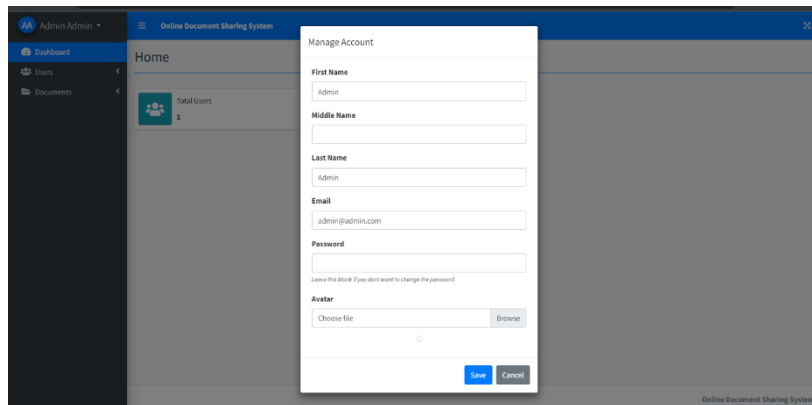 AA Admin Admin
Online Document Sharing System
Dashboard
Users
Documents
Home
Total Users
1
Manage Account
First Name
Admin
Middle Name
Last Name
Admin
Email
admin@admin.com
Password
Leave this blank if you dont want to change the password.
Avatar
Choose file
Browse
Save
Cancel
Online Document Sharing System